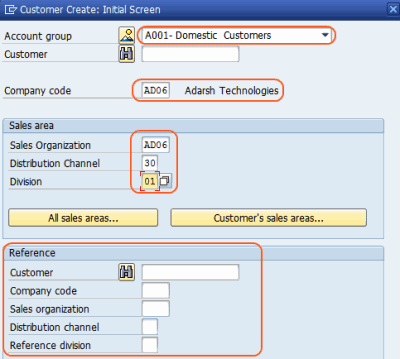 Customer Create: Initial Screen
Account group A001- Domestic Customers
Customer
Company code AD06 Adarsh Technologies
Sales area
Sales Organization AD06
Distribution Channel 30
Division 01
All sales areas... Customer's sales areas...
Reference
Customer
Company code
Sales organization
Distribution channel
Reference division